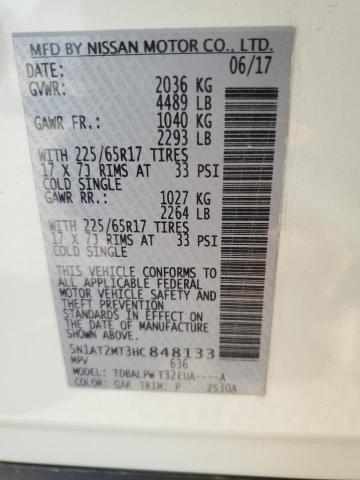 MFD BY NISSAN MOTOR CO., LTD.
DATE: 06/17
GVWR: 2036 KG
4489 LB
GAWR FR.: 1040 KG
2293 LB
WITH 225/65R17 TIRES
17 X 7J RIMS AT 33 PSI
COLD SINGLE
GAWR RR.: 1027 KG
2264 LB
WITH 225/65R17 TIRES
17 X 7J RIMS AT 33 PSI
COLD SINGLE
THIS VEHICLE CONFORMS TO
ALL APPLICABLE FEDERAL
MOTOR VEHICLE SAFETY AND
THEFT PREVENTION
STANDARDS IN EFFECT ON
THE DATE OF MANUFACTURE
SHOWN ABOVE.
5N1AT2MT3HC848133
MPV 636
MODEL: TDBALPW T32EUA----A
COLOR: QAK TRIM: P 2530A